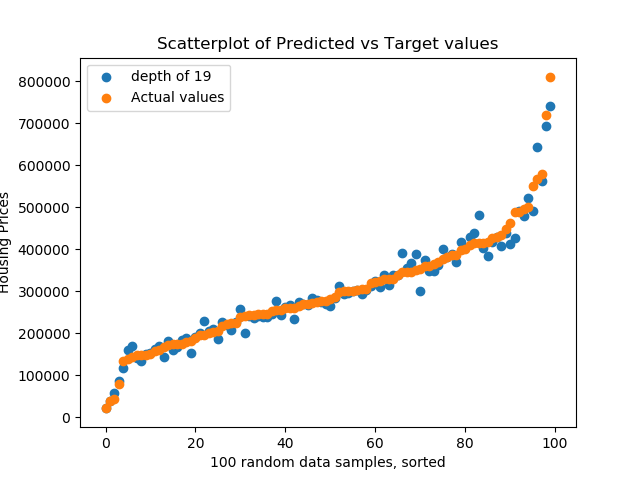 Scatterplot of Predicted vs Target values
depth of 19
Actual values
800000
700000
600000
500000
400000
300000
200000
100000
0
Housing Prices
0 20 40 60 80 100
100 random data samples, sorted